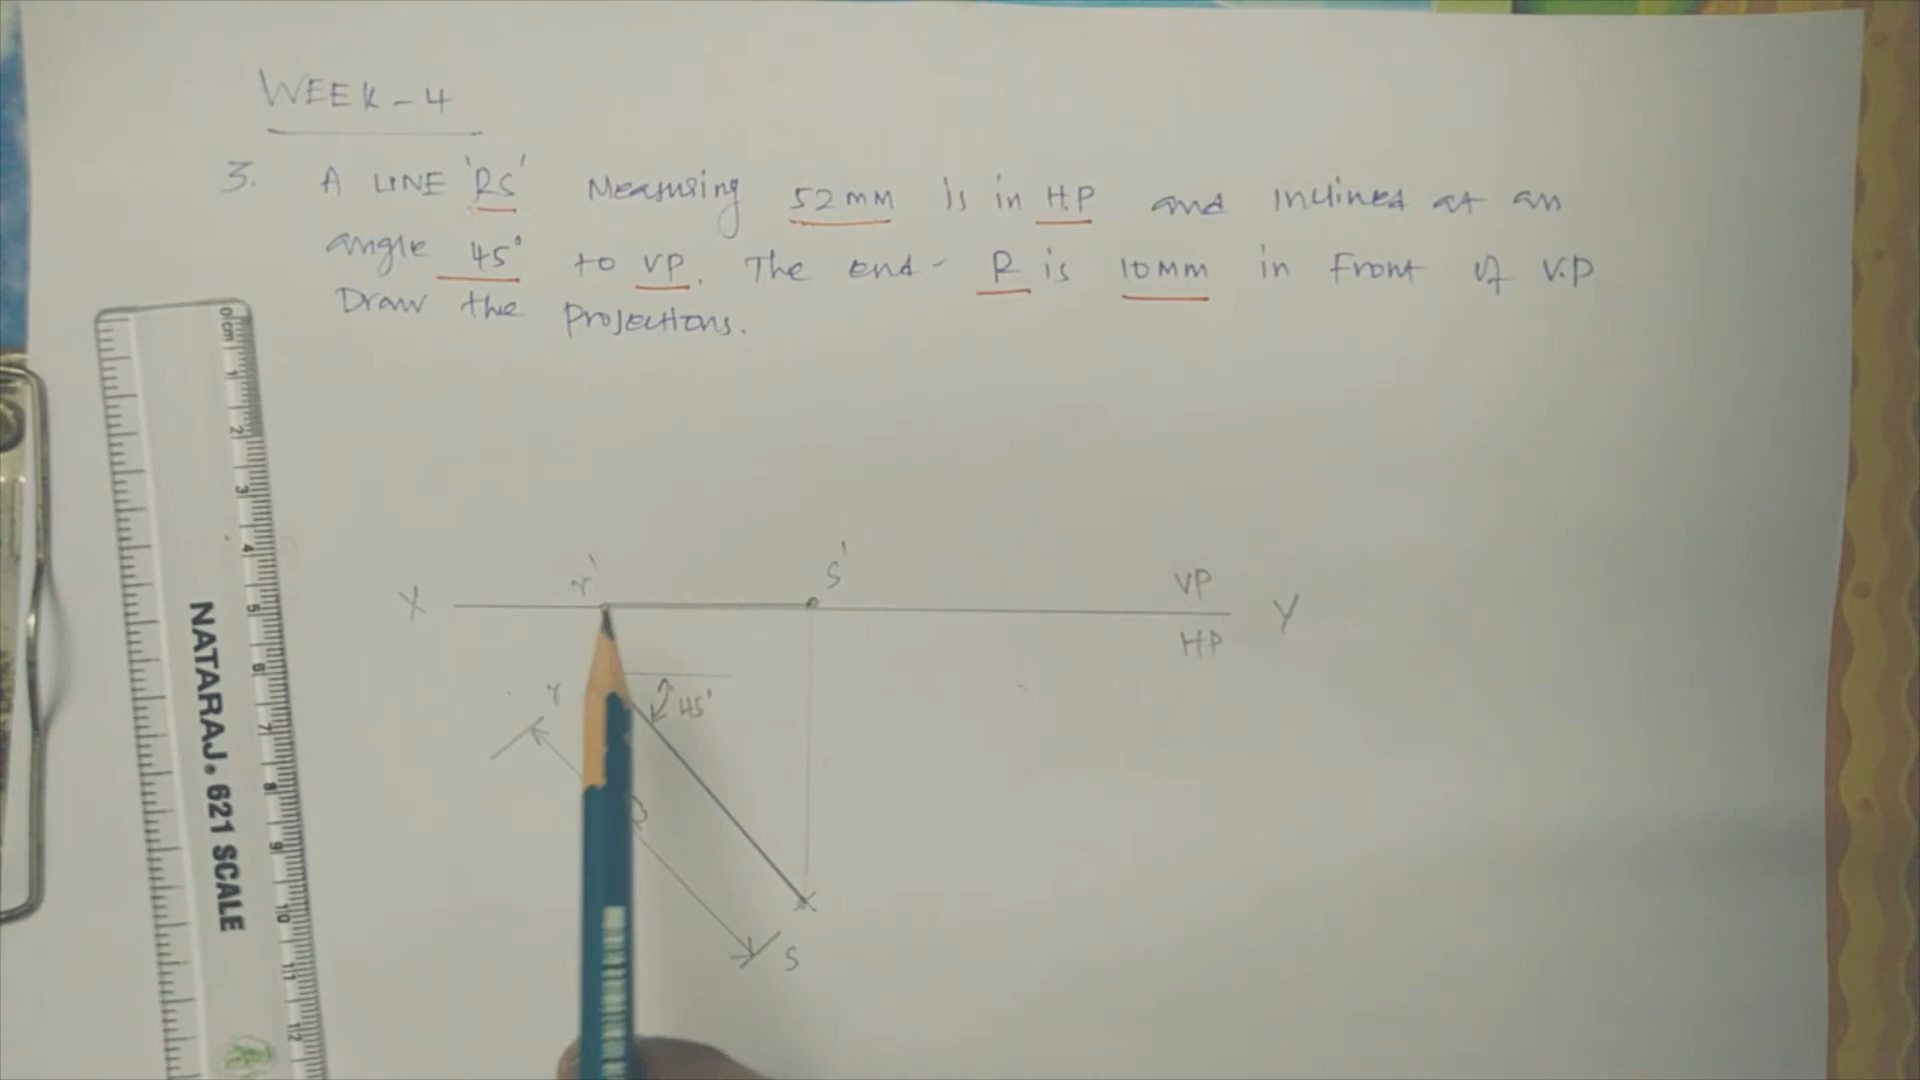 WEEK-4
3. A LINE 'RS' Measuring 52mm is in H.P and Inclined at an
angle 45° to VP. The end- R is 10MM in front of V.P
Draw the Projections.
r' s'
X VP Y
HP
r 45°
s
0 cm 1 2 3 4 5 6 7 8 9 10 11 12
NATARAJ. 621 SCALE